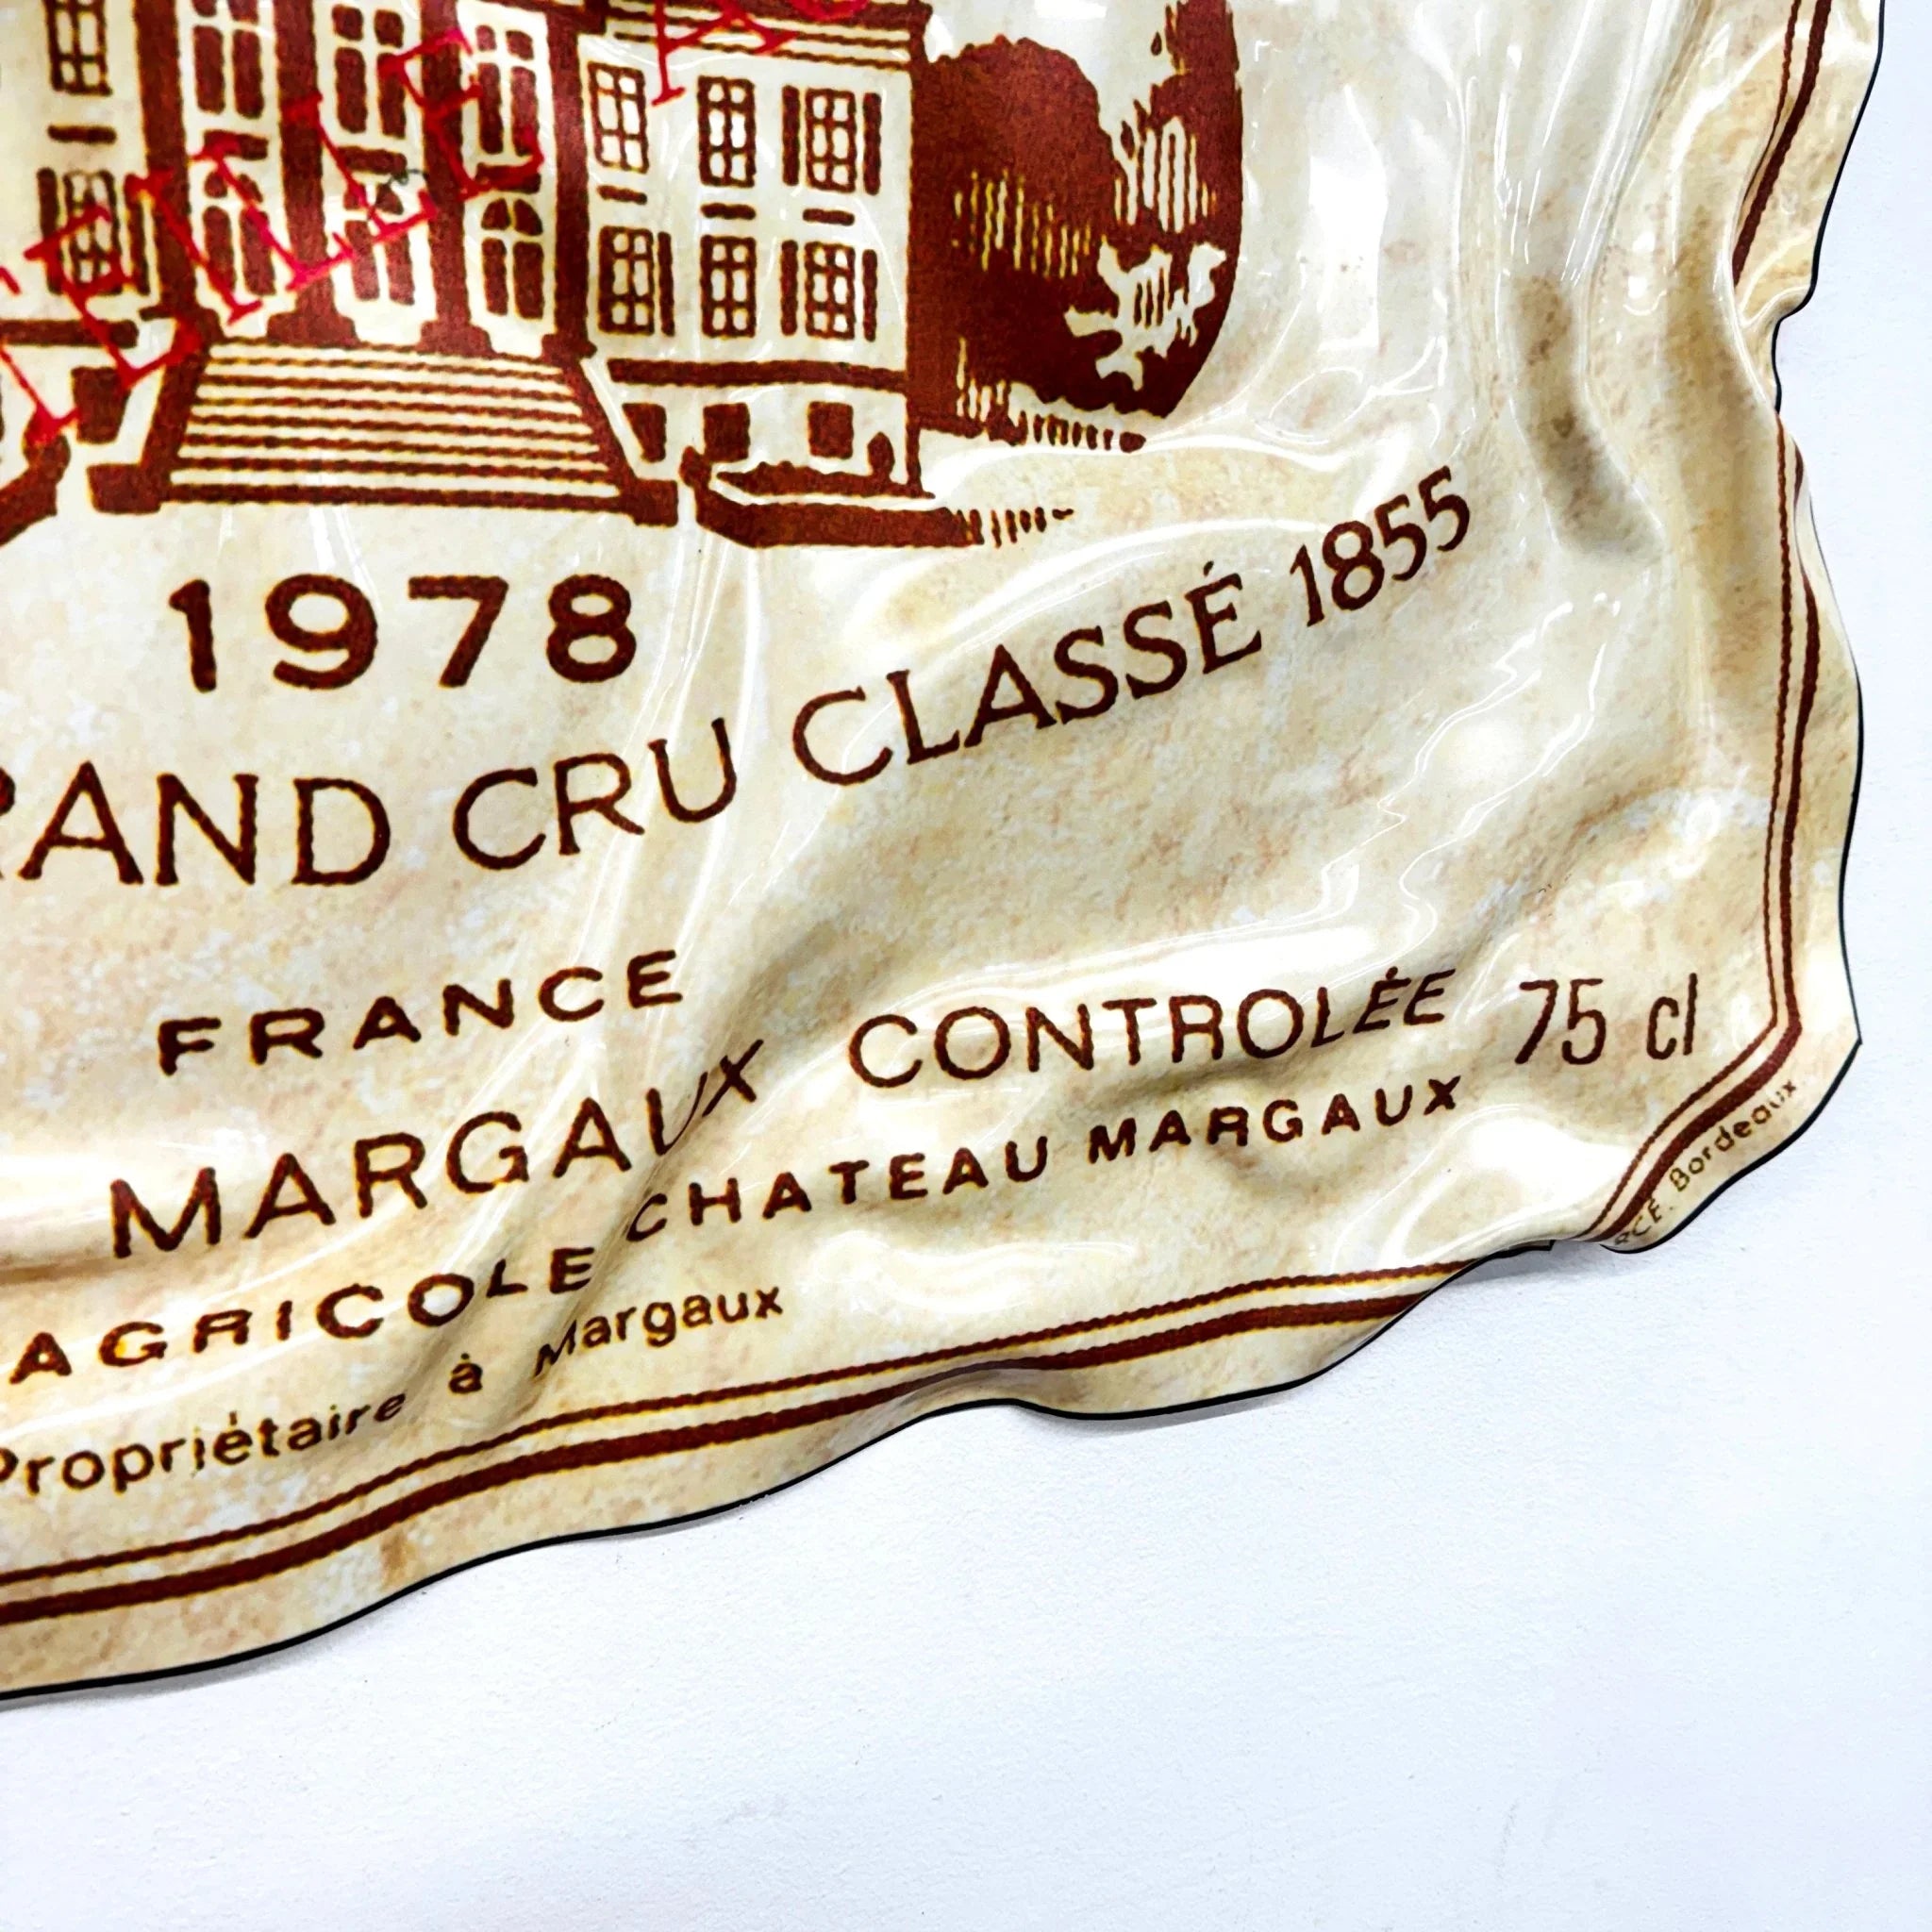 1978
RAND CRU CLASSÉ 1855
FRANCE
MARGAUX CONTROLÉE 75 cl
AGRICOLE CHATEAU MARGAUX
Propriétaire à Margaux
Bordeaux